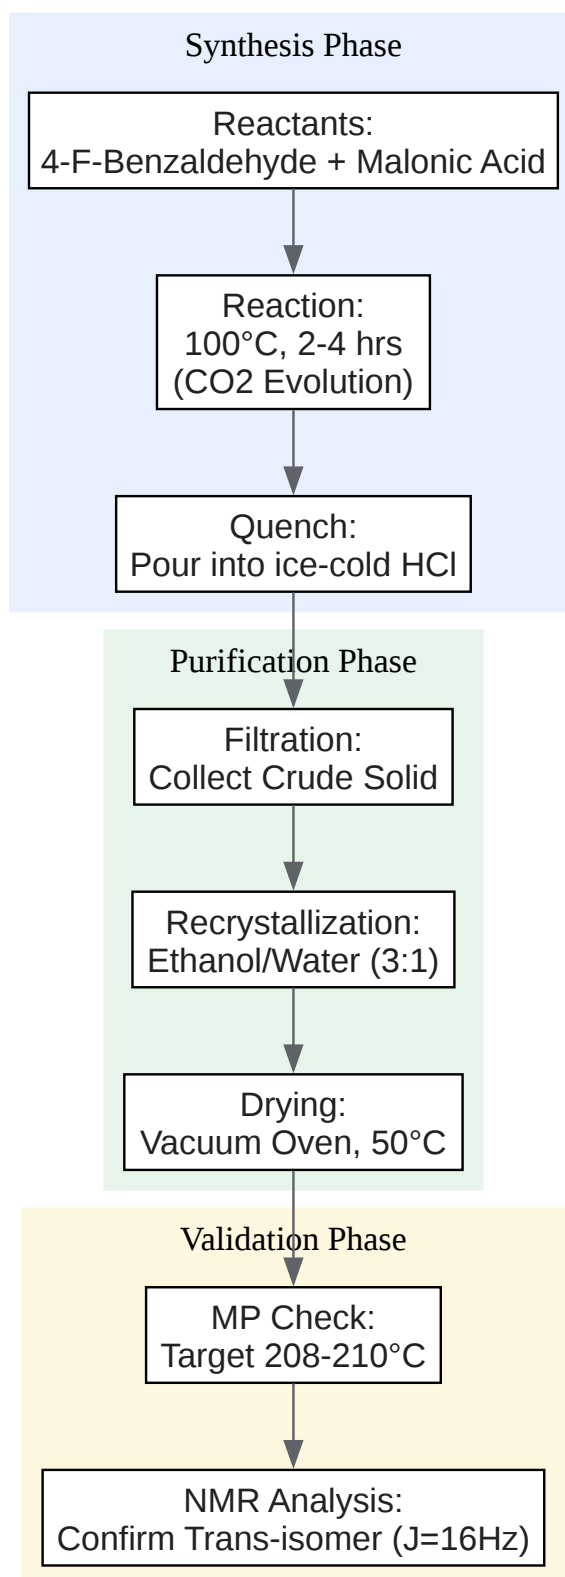 Synthesis Phase
Reactants:
4-F-Benzaldehyde + Malonic Acid
Reaction:
100°C, 2-4 hrs
(CO2 Evolution)
Quench:
Pour into ice-cold HCl
Purification Phase
Filtration:
Collect Crude Solid
Recrystallization:
Ethanol/Water (3:1)
Drying:
Vacuum Oven, 50°C
Validation Phase
MP Check:
Target 208-210°C
NMR Analysis:
Confirm Trans-isomer (J=16Hz)